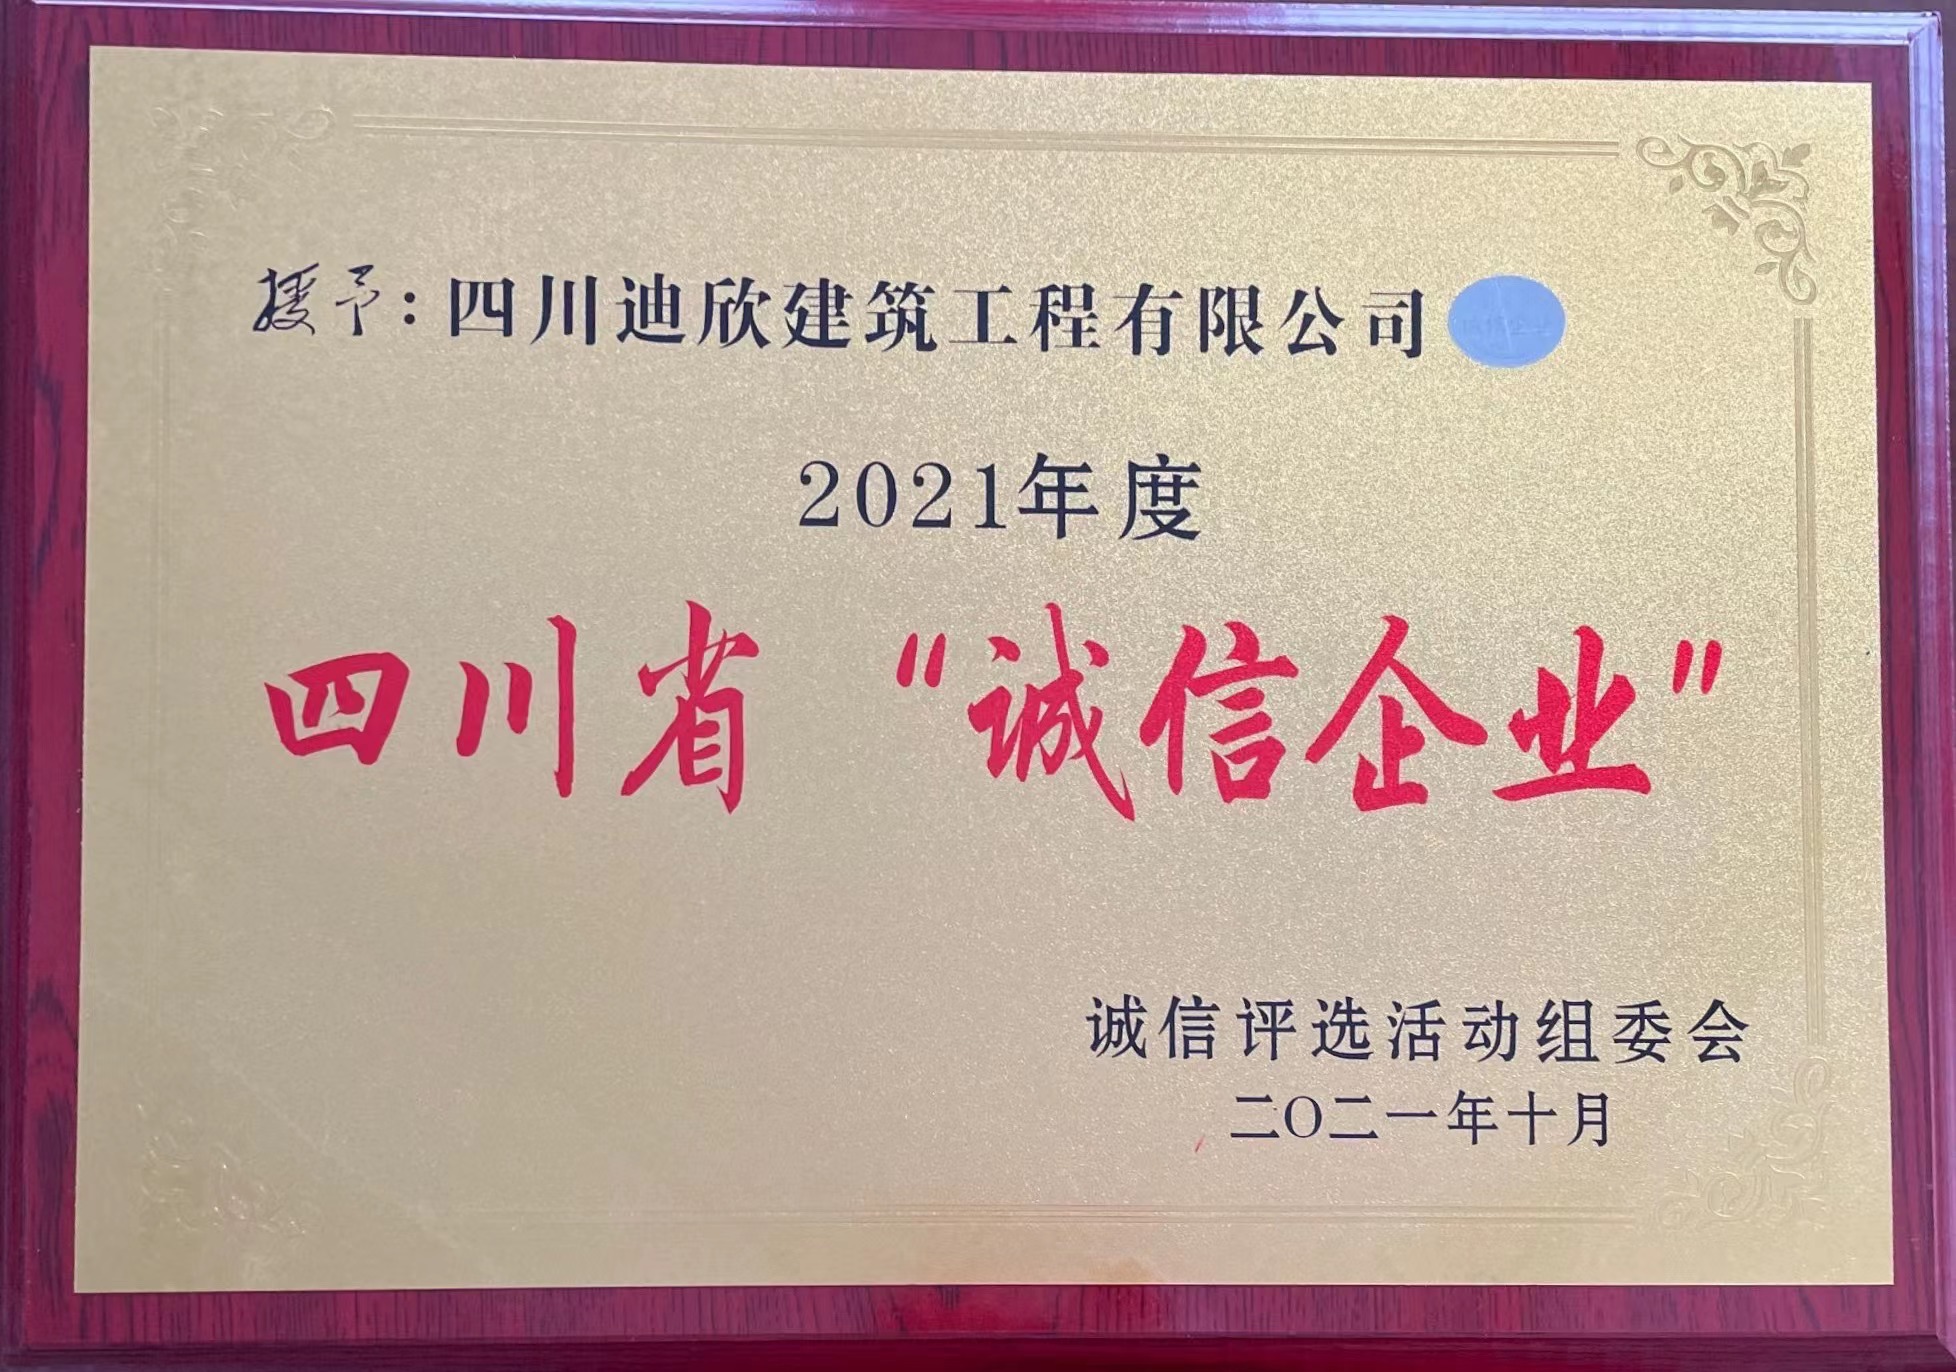 授予：四川迪欣建筑工程有限公司
2021年度
四川省“诚信企业”
诚信评选活动组委会
二〇二一年十月